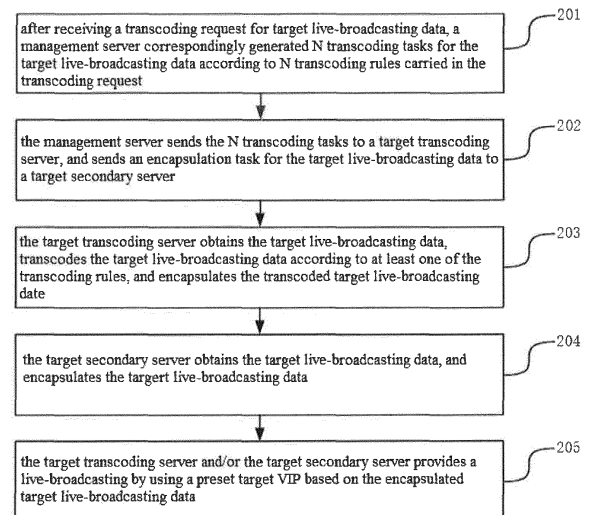 after receiving a transcoding request for target live-broadcasting data, a
management server correspondingly generated N transcoding tasks for the
target live-broadcasting data according to N transcoding rules carried in the
transcoding request
201
the management server sends the N transcoding tasks to a target transcoding
server, and sends an encapsulation task for the target live-broadcasting data to
a target secondary server
202
the target transcoding server obtains the target live-broadcasting data,
transcodes the target live-broadcasting data according to at least one of the
transcoding rules, and encapsulates the transcoded target live-broadcasting
date
203
the target secondary server obtains the target live-broadcasting data, and
encapsulates the targert live-broadcasting data
204
the target transcoding server and/or the target secondary server provides a
live-broadcasting by using a preset target VIP based on the encapsulated
target live-broadcasting data
205